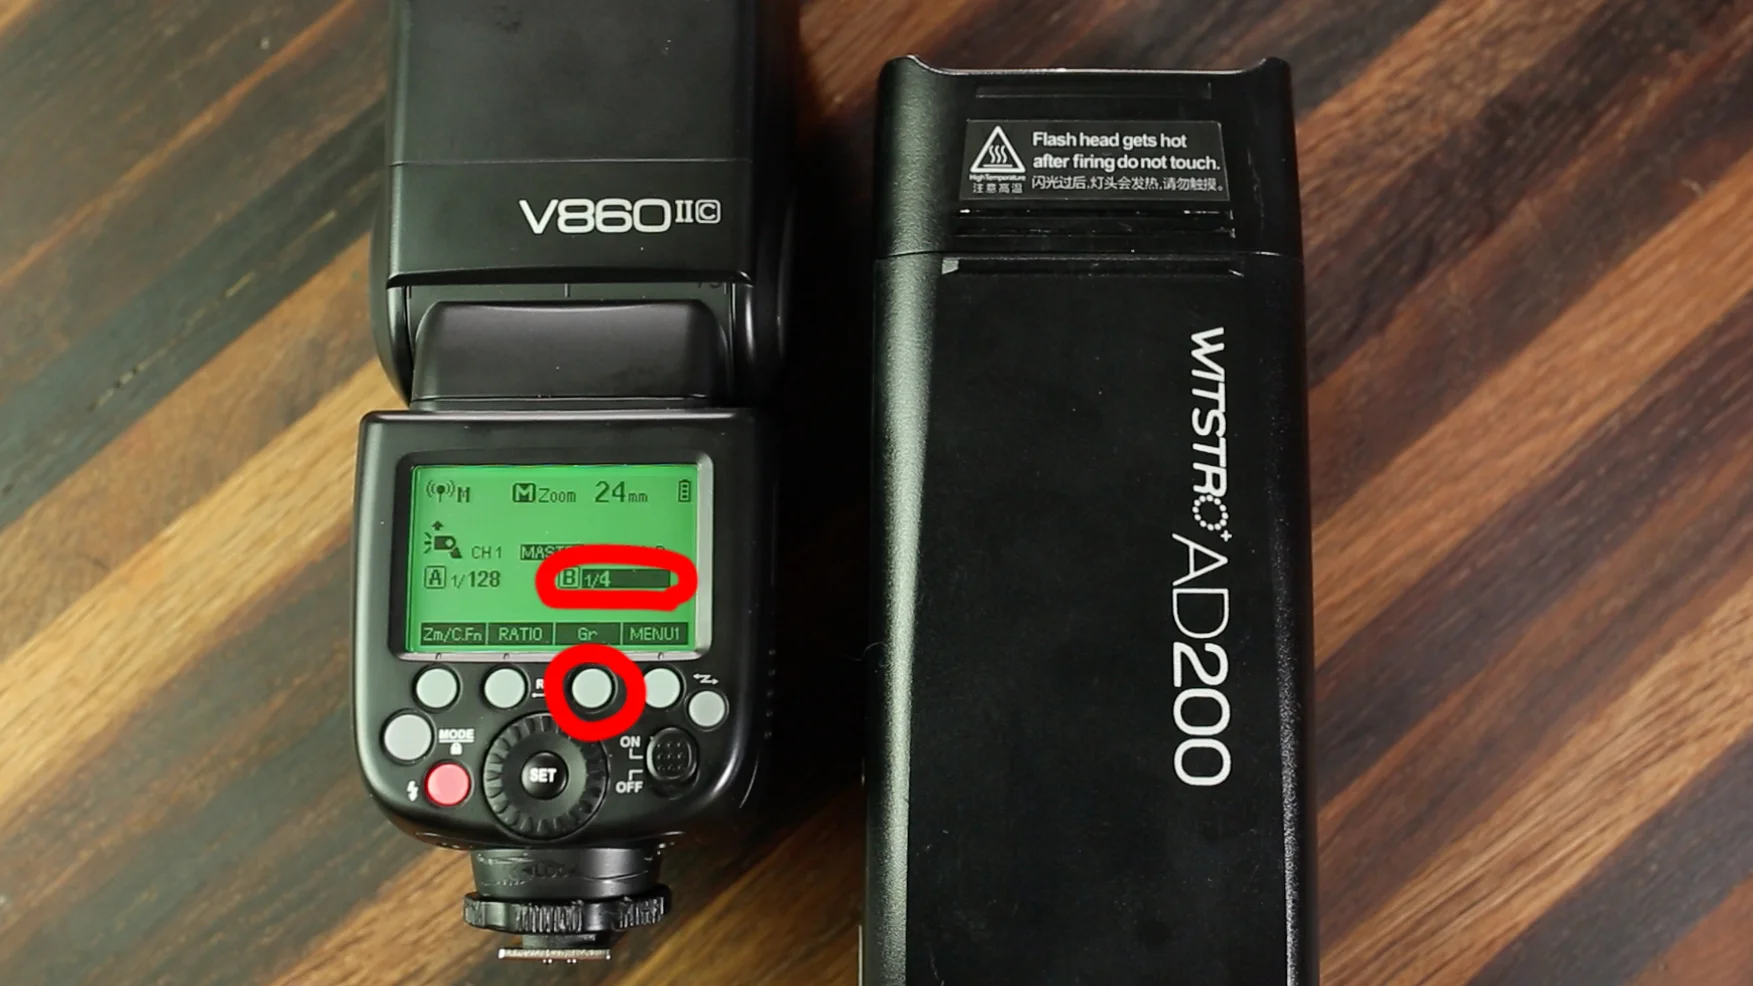 V860IIC
M M Zoom 24mm
CH1
A 1/128 B 1/4
Zm/C.Fn RATIO Gr MENU1
MODE
SET
ON
OFF
Flash head gets hot
after firing do not touch.
High Temperature
注意高温
闪光过后,灯头会发热,请勿触摸。
WITSTRO
AD200